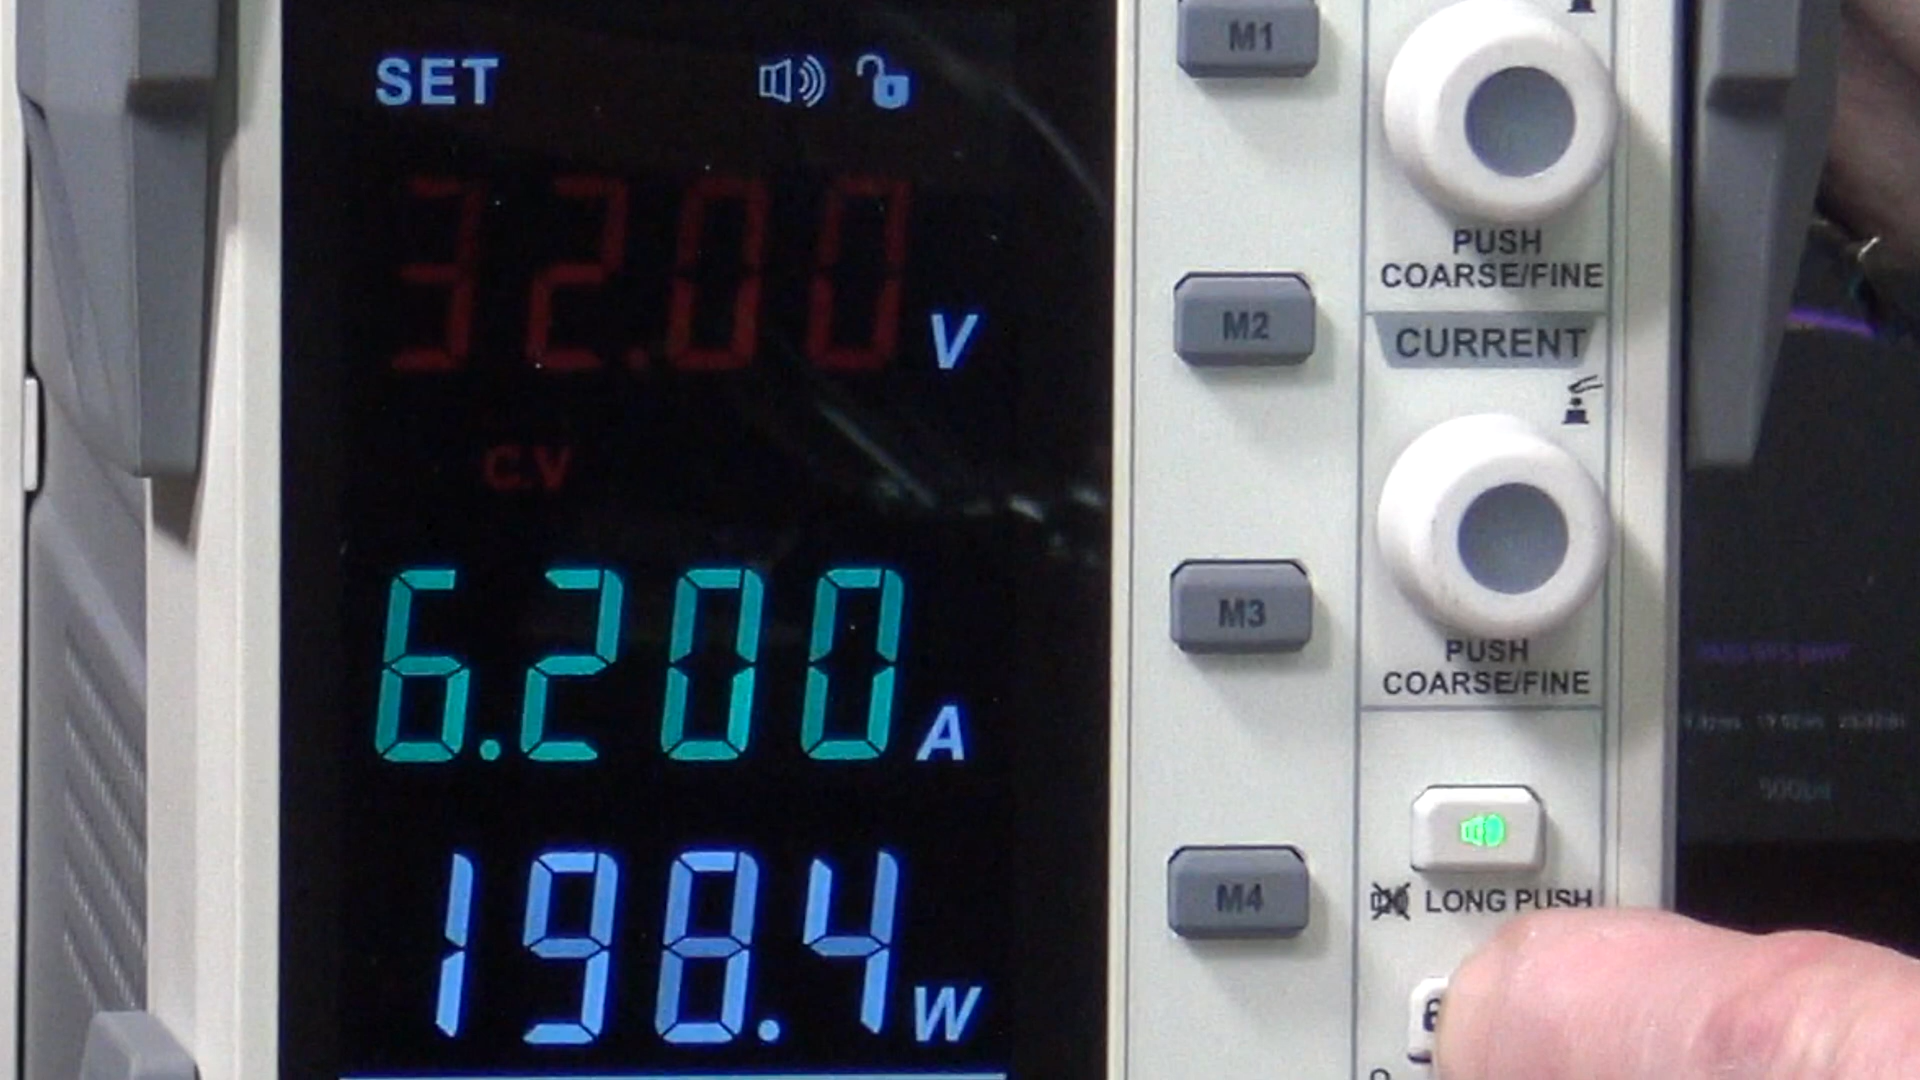 SET
32.00 V
C.V
6.200 A
198.4 W
M1
M2
M3
M4
PUSH
COARSE/FINE
CURRENT
PUSH
COARSE/FINE
LONG PUSH